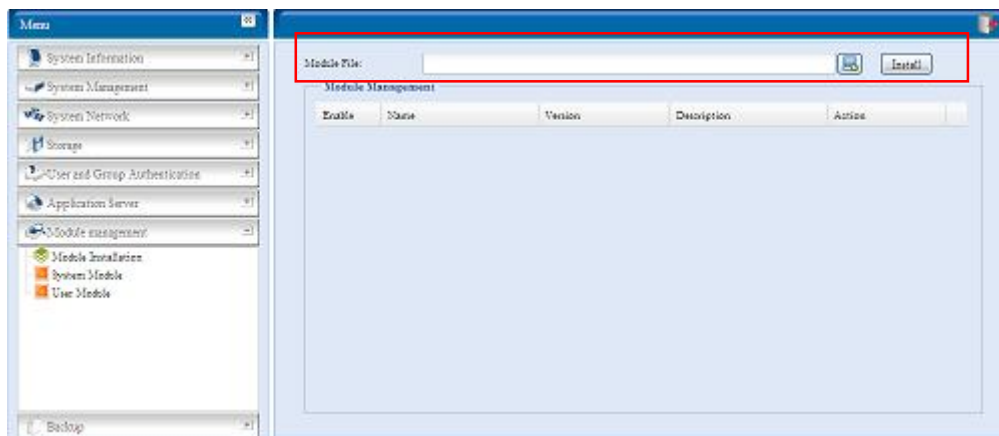 Menu
System Information
System Management
System Network
Storage
User and Group Authentication
Application Server
Module management
Module Installation
System Module
User Module
Backup
Module File:
Install
Module Management
Enable Name Version Description Action